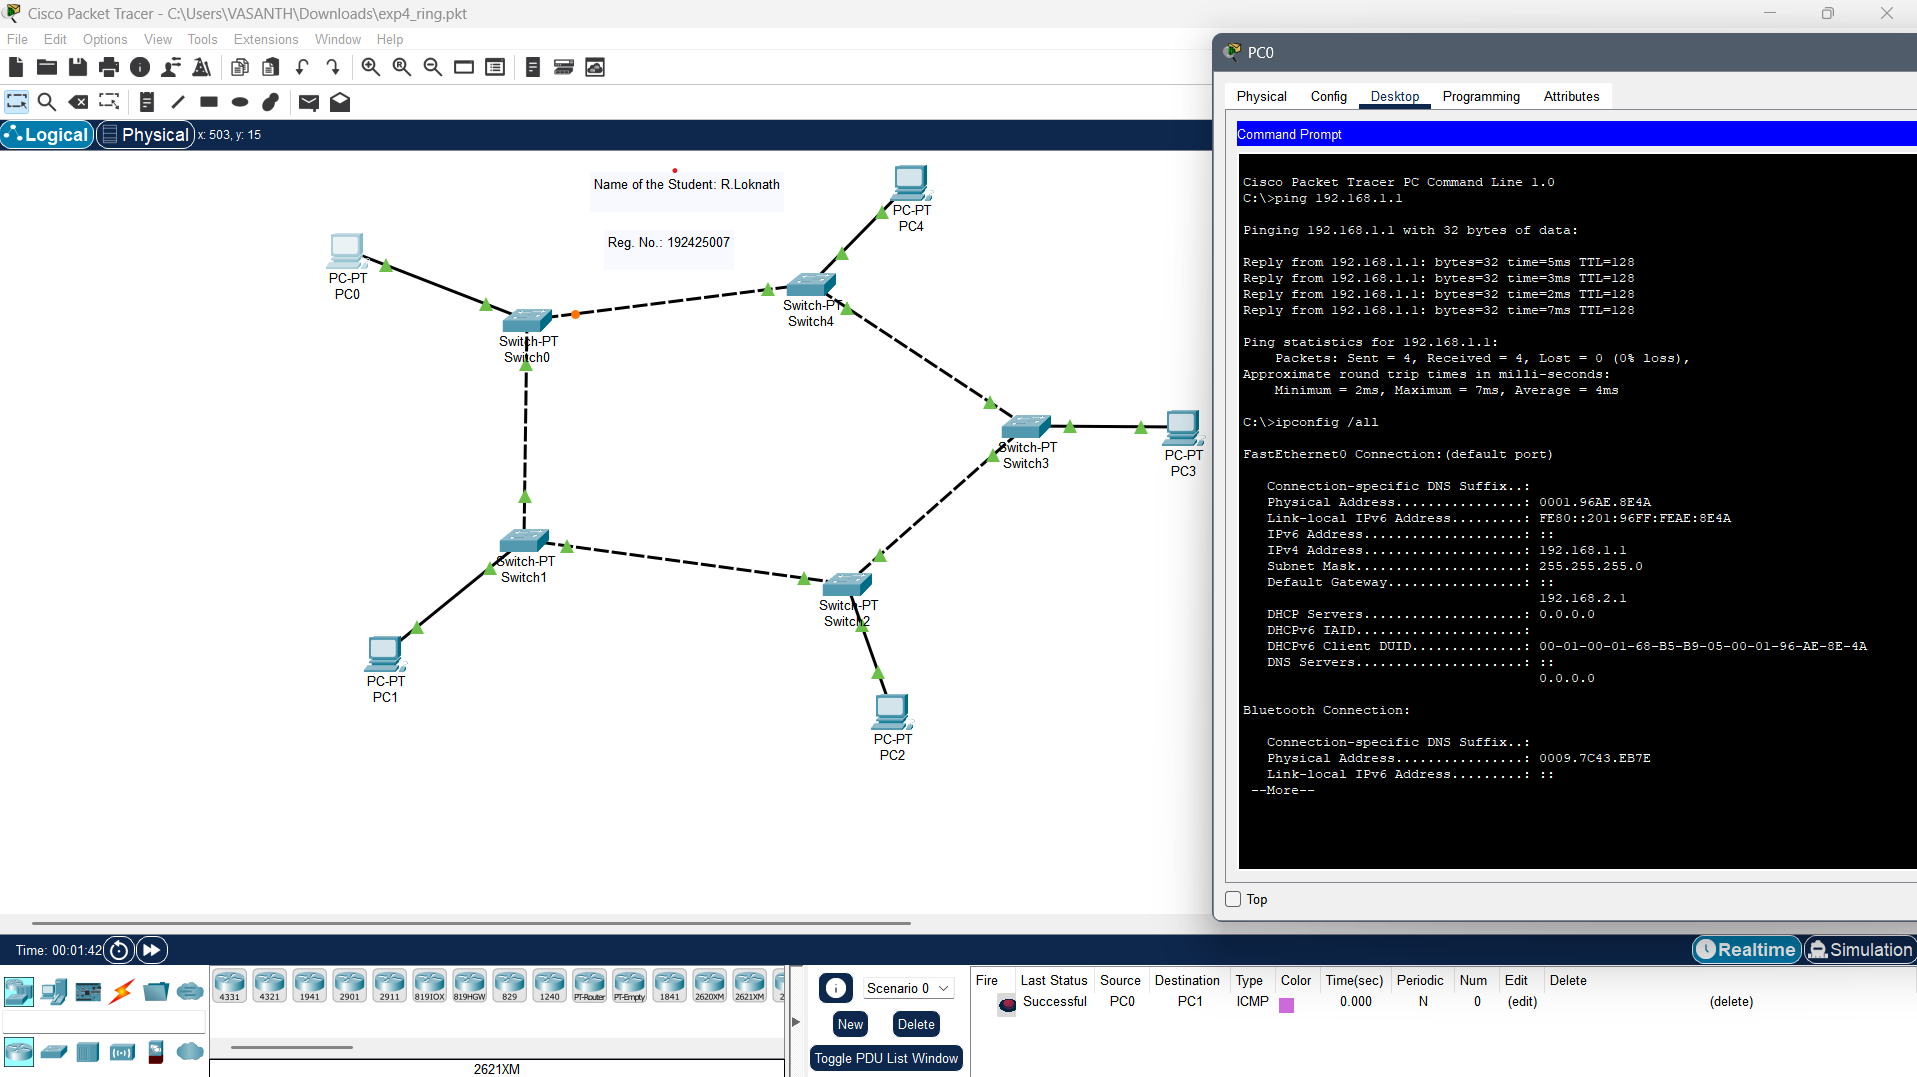 Cisco Packet Tracer - C:\Users\VASANTH\Downloads\exp4_ring.pkt
File Edit Options View Tools Extensions Window Help
Logical Physical x: 503, y: 15
Name of the Student: R.Loknath
Reg. No.: 192425007
PC-PT
PC4
PC-PT
PC0
Switch-PT
Switch4
Switch-PT
Switch0
Switch-PT
Switch3
PC-PT
PC3
Switch-PT
Switch1
Switch-PT
Switch2
PC-PT
PC1
PC-PT
PC2
PC0
Physical Config Desktop Programming Attributes
Command Prompt
Cisco Packet Tracer PC Command Line 1.0
C:\>ping 192.168.1.1
Pinging 192.168.1.1 with 32 bytes of data:
Reply from 192.168.1.1: bytes=32 time=5ms TTL=128
Reply from 192.168.1.1: bytes=32 time=3ms TTL=128
Reply from 192.168.1.1: bytes=32 time=2ms TTL=128
Reply from 192.168.1.1: bytes=32 time=7ms TTL=128
Ping statistics for 192.168.1.1:
Packets: Sent = 4, Received = 4, Lost = 0 (0% loss),
Approximate round trip times in milli-seconds:
Minimum = 2ms, Maximum = 7ms, Average = 4ms
C:\>ipconfig /all
FastEthernet0 Connection:(default port)
Connection-specific DNS Suffix..:
Physical Address................: 0001.96AE.8E4A
Link-local IPv6 Address.........: FE80::201:96FF:FEAE:8E4A
IPv6 Address....................: ::
IPv4 Address....................: 192.168.1.1
Subnet Mask.....................: 255.255.255.0
Default Gateway.................: ::
192.168.2.1
DHCP Servers....................: 0.0.0.0
DHCPv6 IAID.....................:
DHCPv6 Client DUID..............: 00-01-00-01-68-B5-B9-05-00-01-96-AE-8E-4A
DNS Servers.....................: ::
0.0.0.0
Bluetooth Connection:
Connection-specific DNS Suffix..:
Physical Address................: 0009.7C43.EB7E
Link-local IPv6 Address.........: ::
--More--
Top
Time: 00:01:42
Realtime Simulation
4331 4321 1941 2901 2911 819IOX 819HGW 829 1240 PT-Router PT-Empty 1841 2620XM 2621XM 2
2621XM
Scenario 0
New Delete
Toggle PDU List Window
Fire Last Status Source Destination Type Color Time(sec) Periodic Num Edit Delete
Successful PC0 PC1 ICMP 0.000 N 0 (edit) (delete)